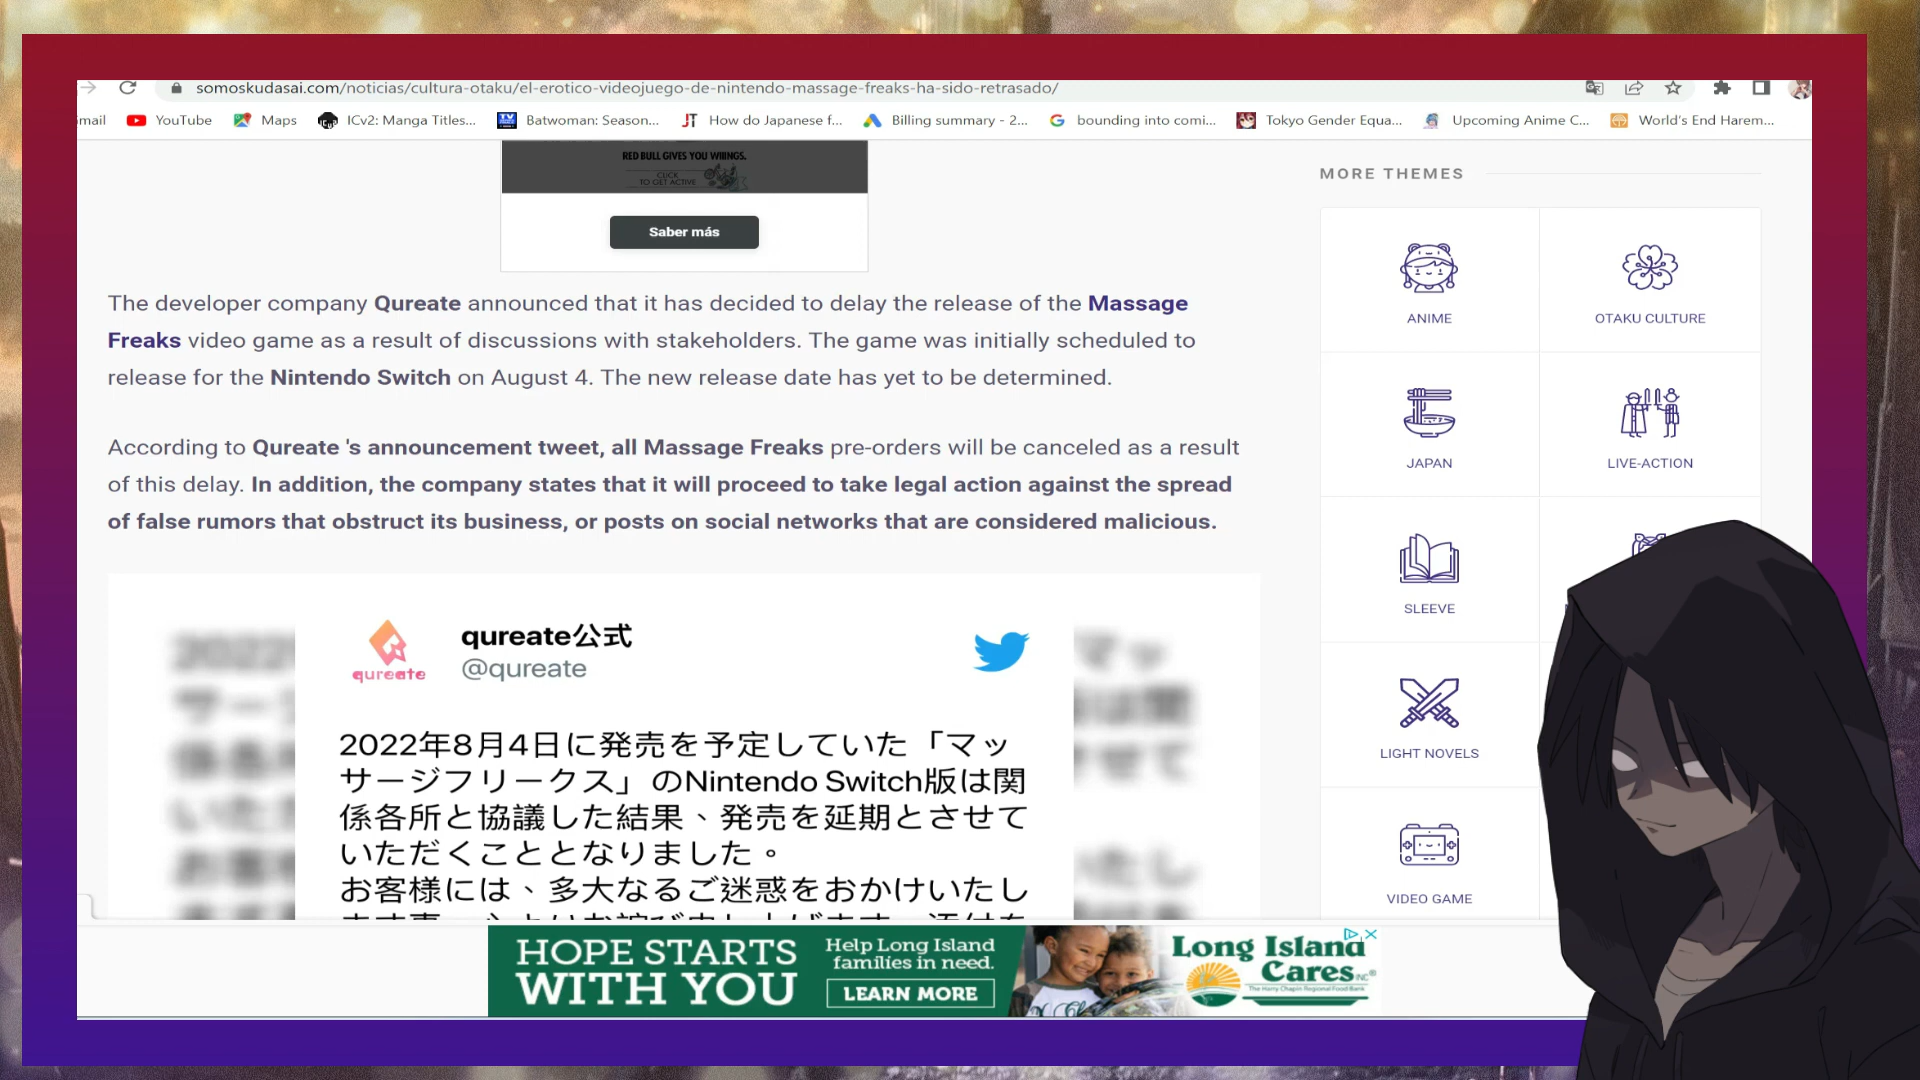 somoskudasai.com/noticias/cultura-otaku/el-erotico-videojuego-de-nintendo-massage-freaks-ha-sido-retrasado/
mail YouTube Maps ICv2: Manga Titles... Batwoman: Season... How do Japanese f... Billing summary - 2... bounding into comi... Tokyo Gender Equa... Upcoming Anime C... World's End Harem...
RED BULL GIVES YOU WIIINGS.
CLICK
TO GET ACTIVE
Saber más
The developer company Qureate announced that it has decided to delay the release of the Massage
Freaks video game as a result of discussions with stakeholders. The game was initially scheduled to
release for the Nintendo Switch on August 4. The new release date has yet to be determined.
According to Qureate 's announcement tweet, all Massage Freaks pre-orders will be canceled as a result
of this delay. In addition, the company states that it will proceed to take legal action against the spread
of false rumors that obstruct its business, or posts on social networks that are considered malicious.
qureate
qureate公式
@qureate
2022年8月4日に発売を予定していた「マッ
サージフリークス」のNintendo Switch版は関
係各所と協議した結果、発売を延期とさせて
いただくこととなりました。
お客様には、多大なるご迷惑をおかけいたし
MORE THEMES
ANIME
OTAKU CULTURE
JAPAN
LIVE-ACTION
SLEEVE
LIGHT NOVELS
VIDEO GAME
HOPE STARTS
WITH YOU
Help Long Island
families in need.
LEARN MORE
Long Island
Cares INC®
The Harry Chapin Regional Food Bank